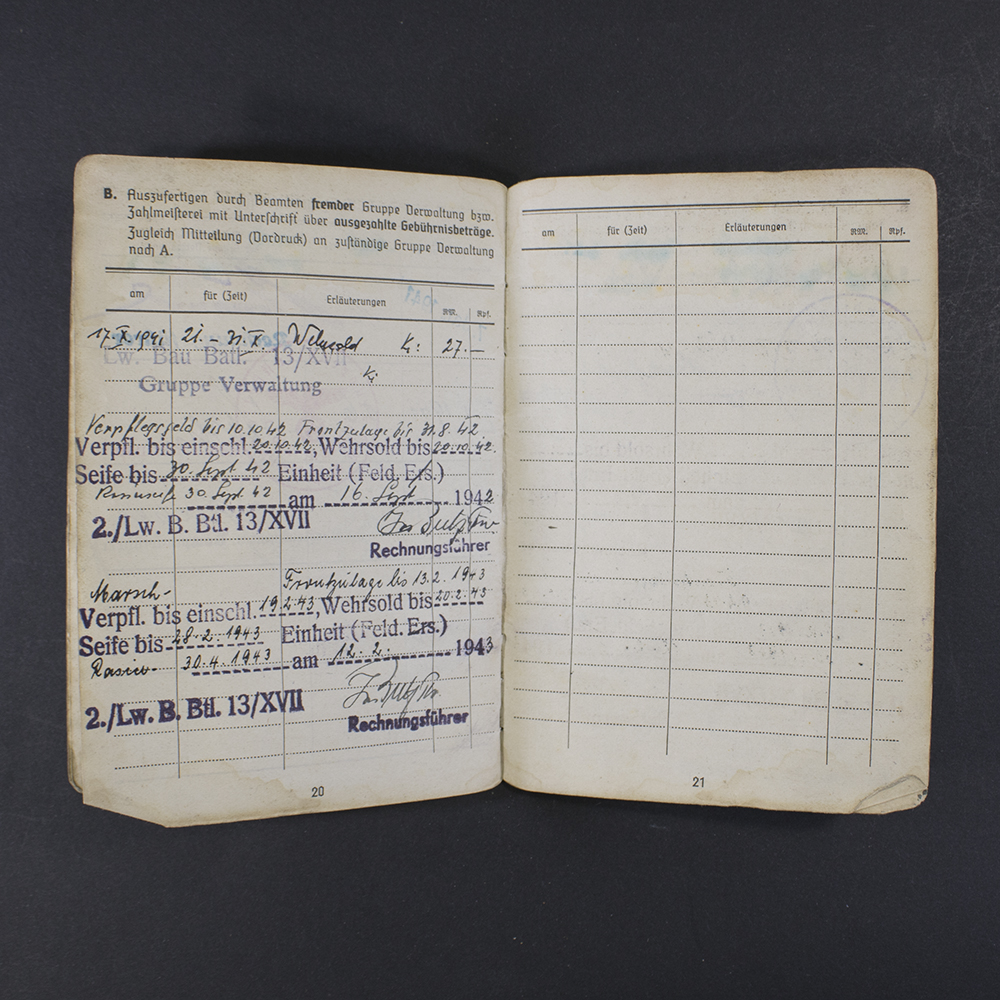 B. Auszufertigen durch Beamten fremder Gruppe Verwaltung bzw.
Zahlmeisterei mit Unterschrift über ausgezahlte Gebührnisbeträge.
Zugleich Mitteilung (Vordruck) an zuständige Gruppe Verwaltung
nach A.
am für (Zeit) Erläuterungen RM. Rpf.
17. X. 1941 21. - 31. X Wehrsold K: 27.—
Lw. Bau Batl. 13/XVII
Gruppe Verwaltung
Verpflegsgeld bis 10.10.42 Frontzulage bis 31.8.42
Verpfl. bis einschl. 20.10.42, Wehrsold bis 20.10.42.
Seife bis 30. Sept. 42 Einheit (Feld. Ers.)
30. Sept. 42 am 16. Sept. 1942
2./Lw. B. Btl. 13/XVII
Rechnungsführer
Marsch- Frontzulage bis 13.2.1943
Verpfl. bis einschl. 19.2.43, Wehrsold bis 20.2.43
Seife bis 28.2.1943 Einheit (Feld. Ers.)
30.4.1943 am 12.2. 1943
2./Lw. B. Btl. 13/XVII
Rechnungsführer
20
am für (Zeit) Erläuterungen RM. Rpf.
21